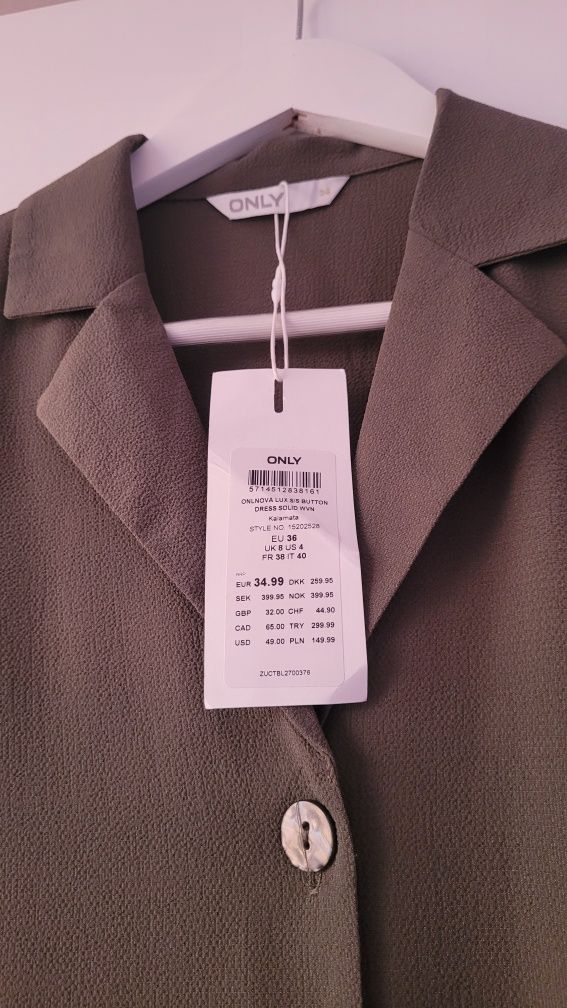 ONLY
ONLY
5714512838161
ONLNOVA LUX S/S BUTTON
DRESS SOLID WVN
Kalamata
STYLE NO. 15202528
EU 36
UK 8 US 4
FR 38 IT 40
EUR 34.99 DKK 259.95
SEK 399.95 NOK 399.95
GBP 32.00 CHF 44.90
CAD 65.00 TRY 299.99
USD 49.00 PLN 149.99
ZUCTBL2700376